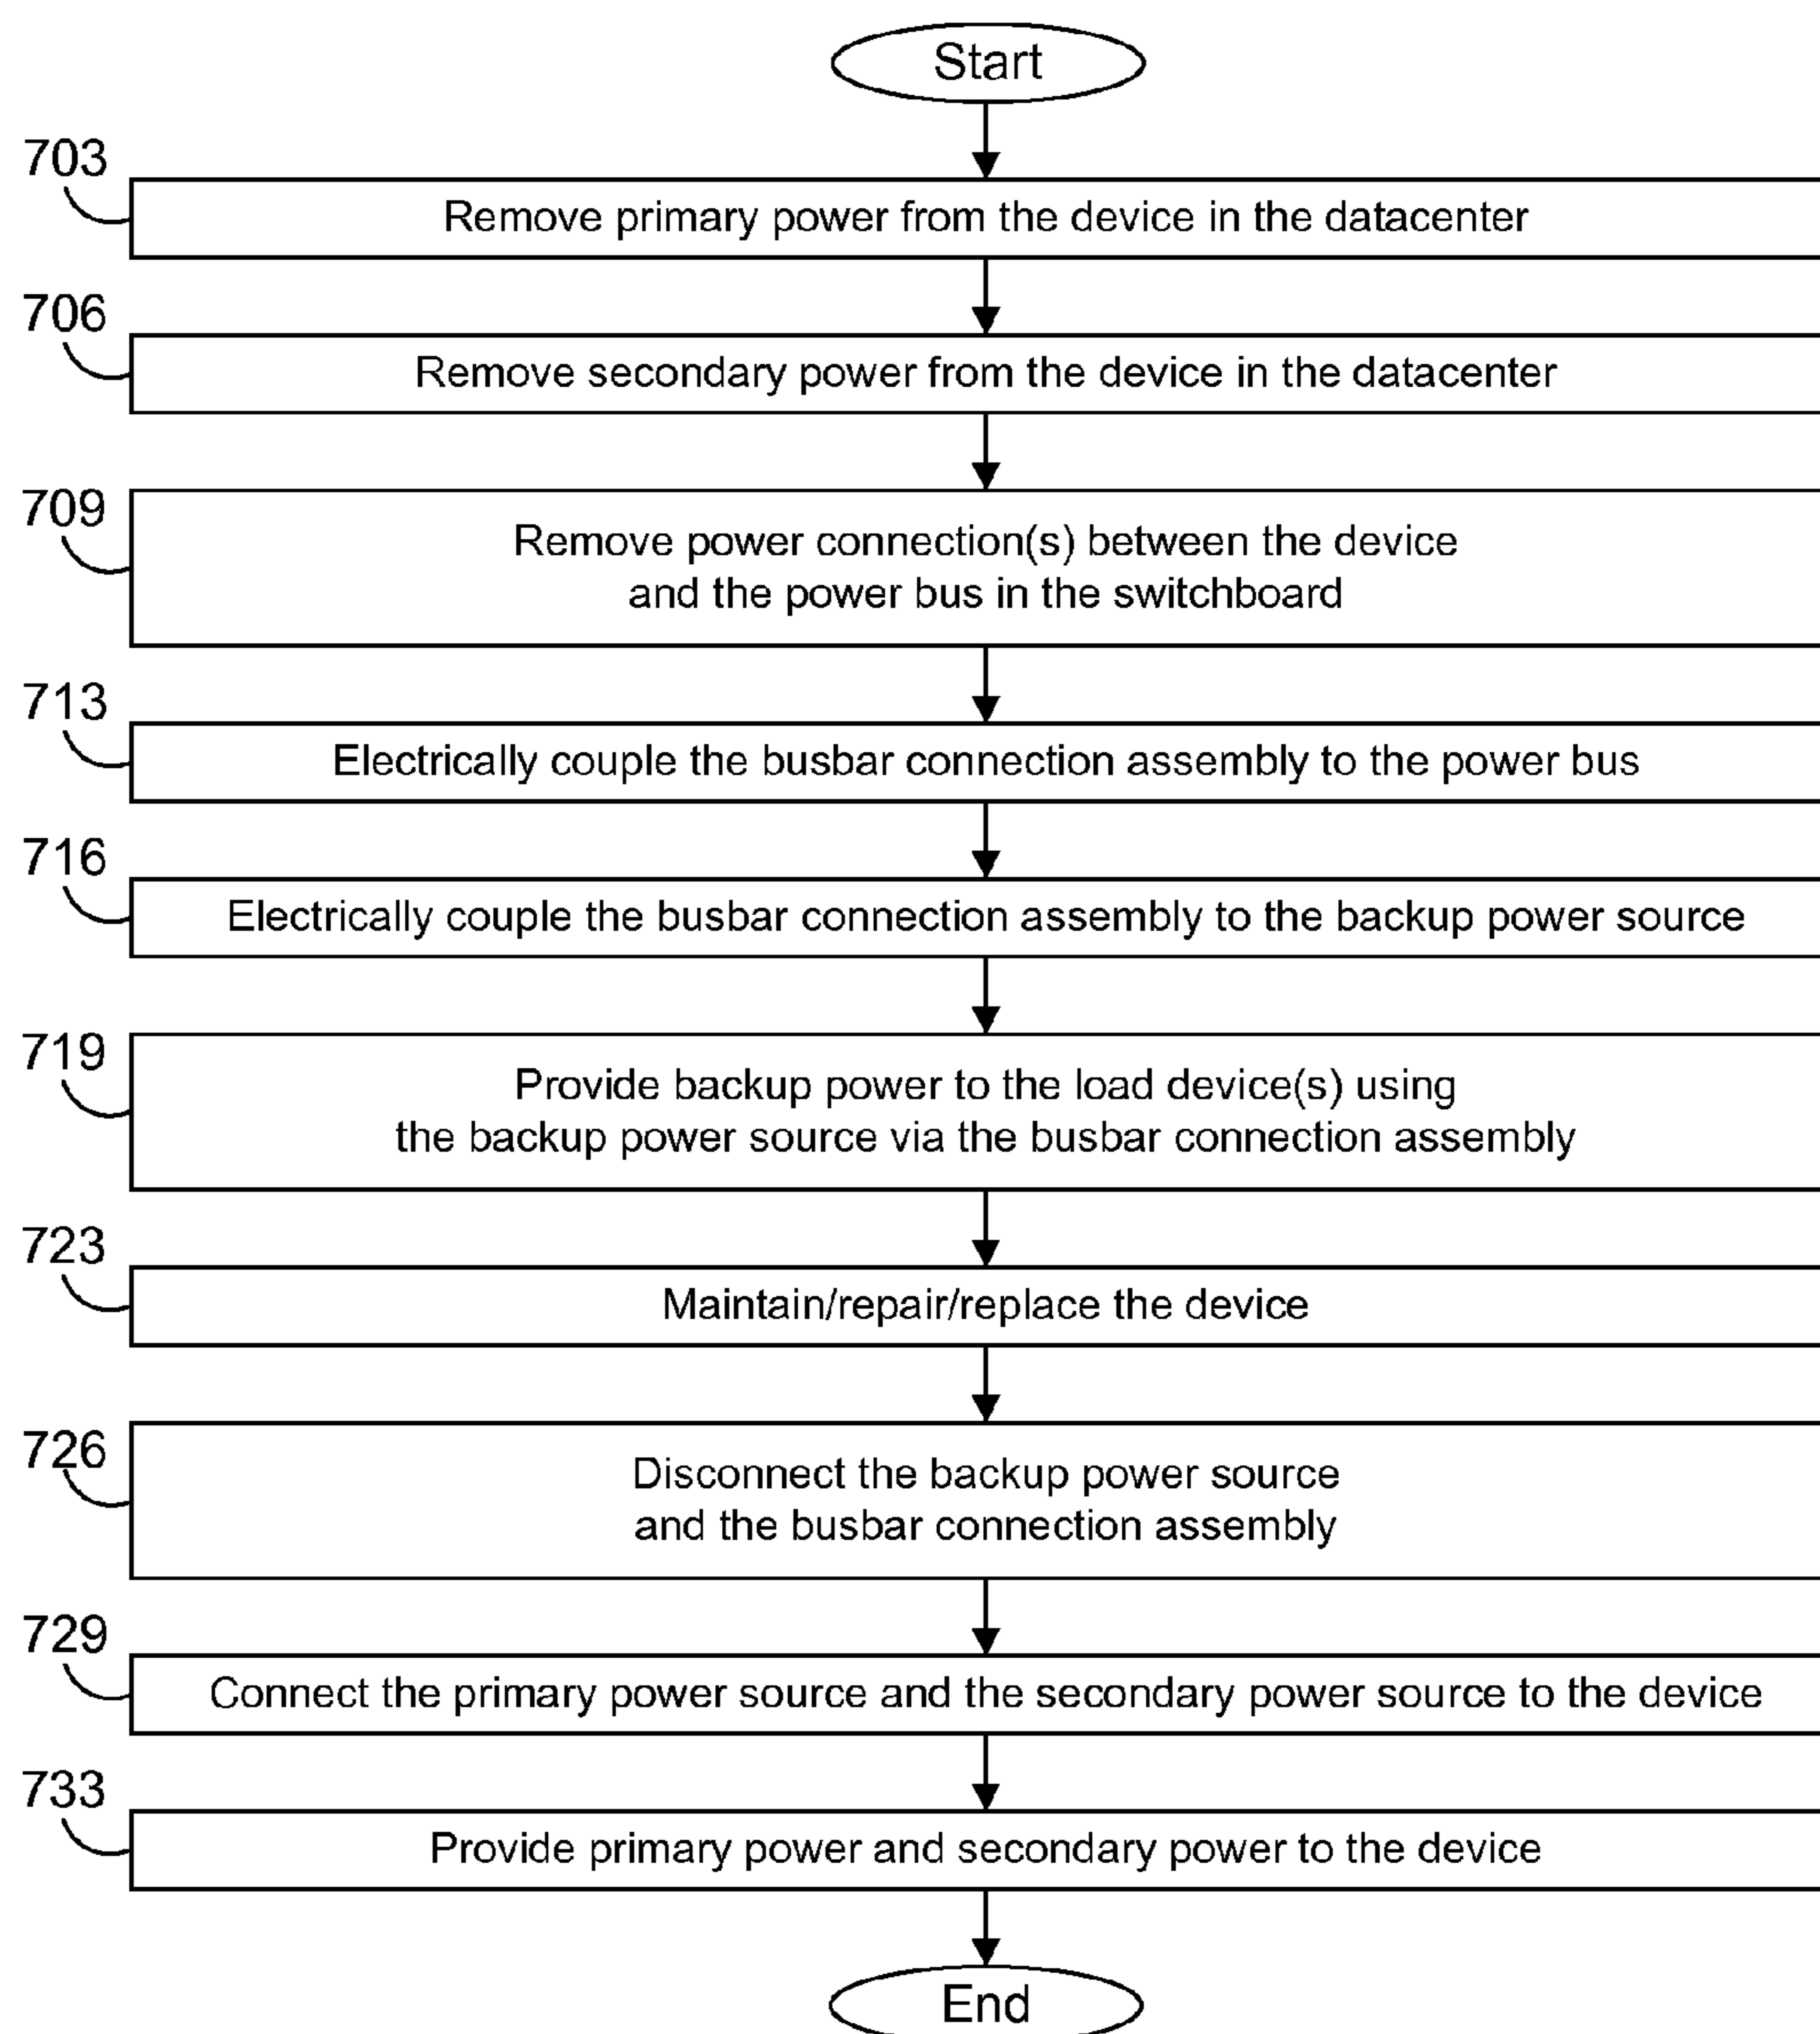 Start
703
Remove primary power from the device in the datacenter
706
Remove secondary power from the device in the datacenter
709
Remove power connection(s) between the device
and the power bus in the switchboard
713
Electrically couple the busbar connection assembly to the power bus
716
Electrically couple the busbar connection assembly to the backup power source
719
Provide backup power to the load device(s) using
the backup power source via the busbar connection assembly
723
Maintain/repair/replace the device
726
Disconnect the backup power source
and the busbar connection assembly
729
Connect the primary power source and the secondary power source to the device
733
Provide primary power and secondary power to the device
End